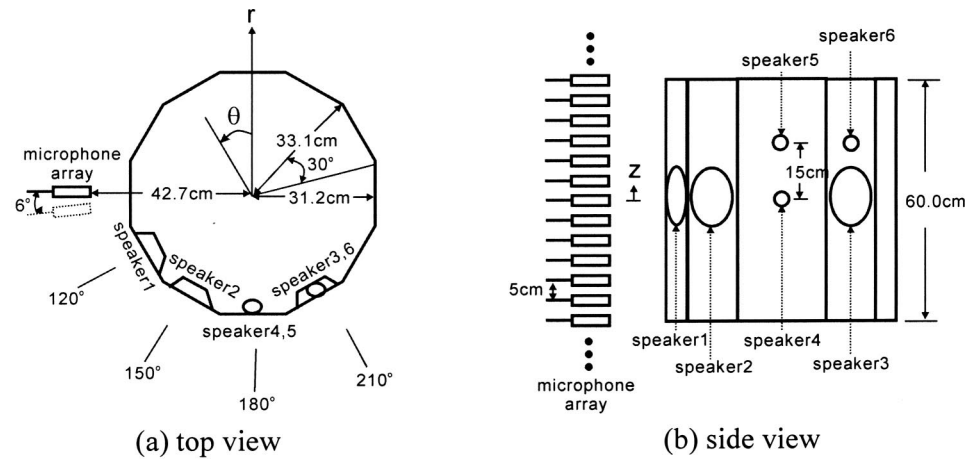 r
θ
33.1cm
30°
31.2cm
42.7cm
microphone
array
6°
speaker1
speaker2
speaker3,6
speaker4,5
120°
150°
180°
210°
(a) top view
speaker6
speaker5
z
15cm
60.0cm
5cm
speaker1
speaker2
speaker4
speaker3
microphone
array
(b) side view